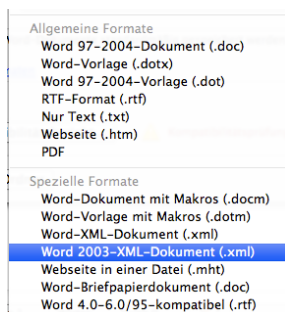 Allgemeine Formate
Word 97-2004-Dokument (.doc)
Word-Vorlage (.dotx)
Word 97-2004-Vorlage (.dot)
RTF-Format (.rtf)
Nur Text (.txt)
Webseite (.htm)
PDF
Spezielle Formate
Word-Dokument mit Makros (.docm)
Word-Vorlage mit Makros (.dotm)
Word-XML-Dokument (.xml)
Word 2003-XML-Dokument (.xml)
Webseite in einer Datei (.mht)
Word-Briefpapierdokument (.doc)
Word 4.0-6.0/95-kompatibel (.rtf)